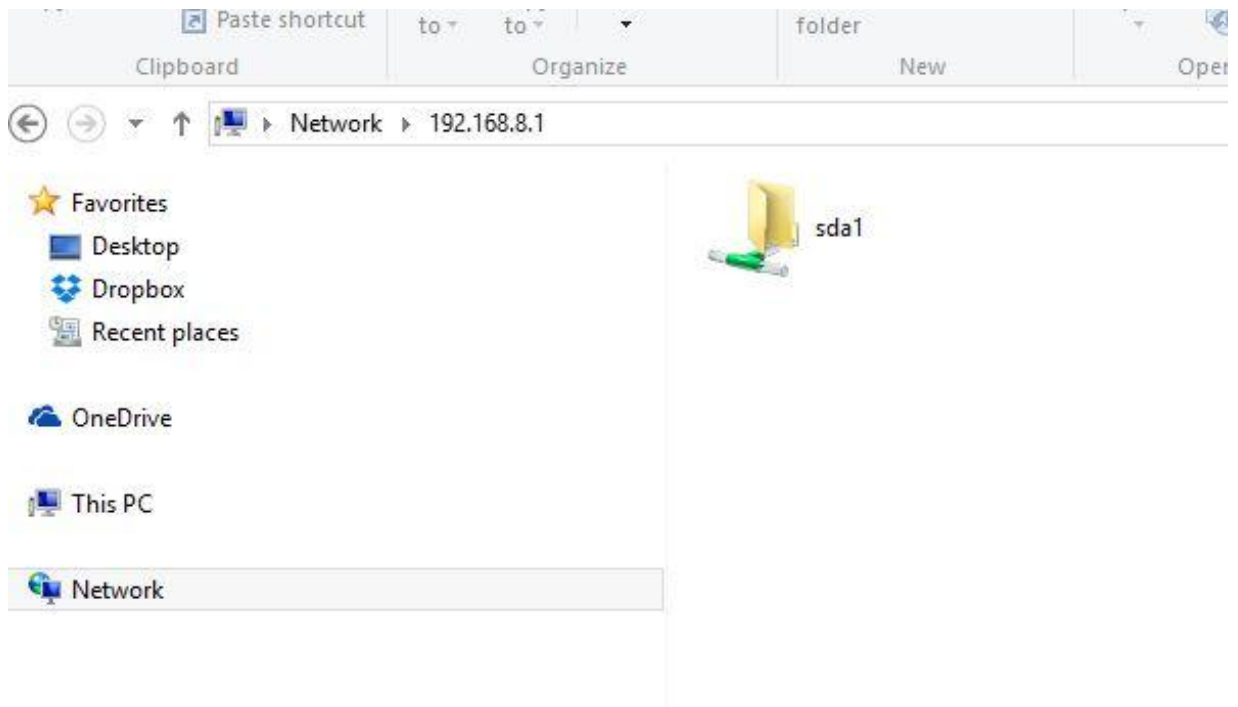 Paste shortcut
to
to
folder
Clipboard
Organize
New
Network
192.168.8.1
Favorites
Desktop
Dropbox
Recent places
OneDrive
This PC
Network
sda1